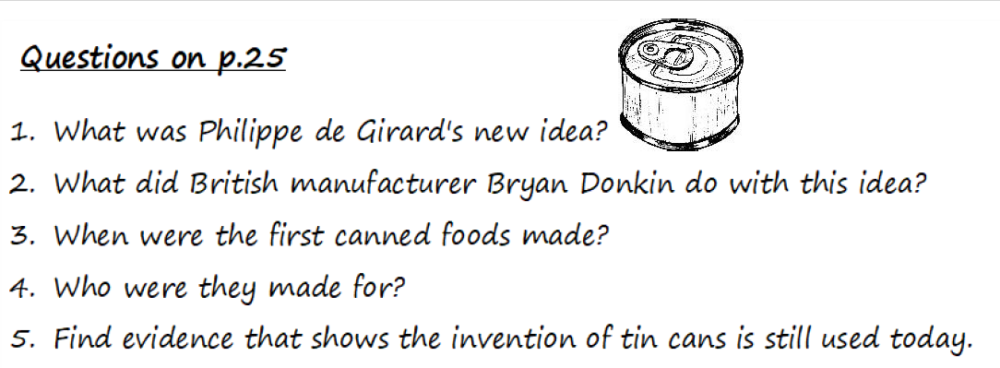 Questions on p.25
1. What was Philippe de Girard's new idea?
2. What did British manufacturer Bryan Donkin do with this idea?
3. When were the first canned foods made?
4. Who were they made for?
5. Find evidence that shows the invention of tin cans is still used today.